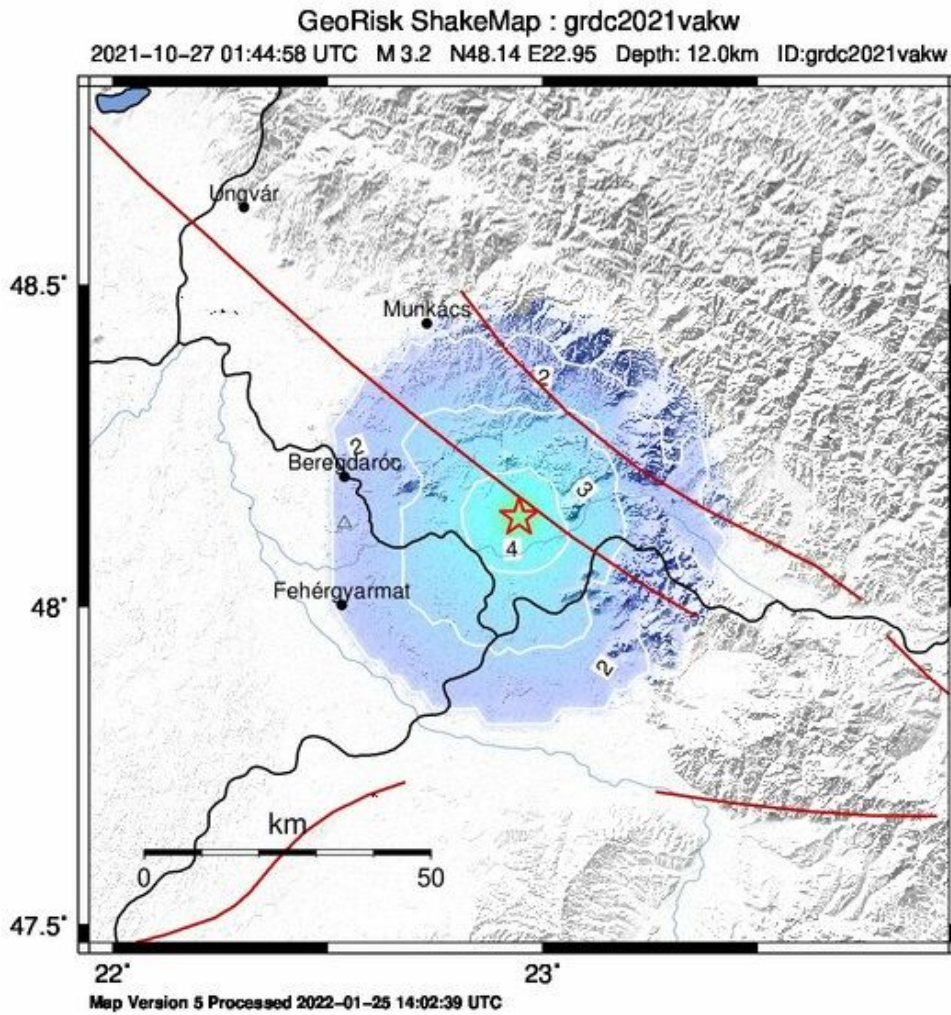 GeoRisk ShakeMap : grdc2021vakw
2021-10-27 01:44:58 UTC M 3.2 N48.14 E22.95 Depth: 12.0km ID:grdc2021vakw
Ungvár
48.5°
Munkács
2
2
Beregdaróc
3
4
Fehérgyarmat
48°
2
km
0 50
47.5°
22° 23°
Map Version 5 Processed 2022-01-25 14:02:39 UTC